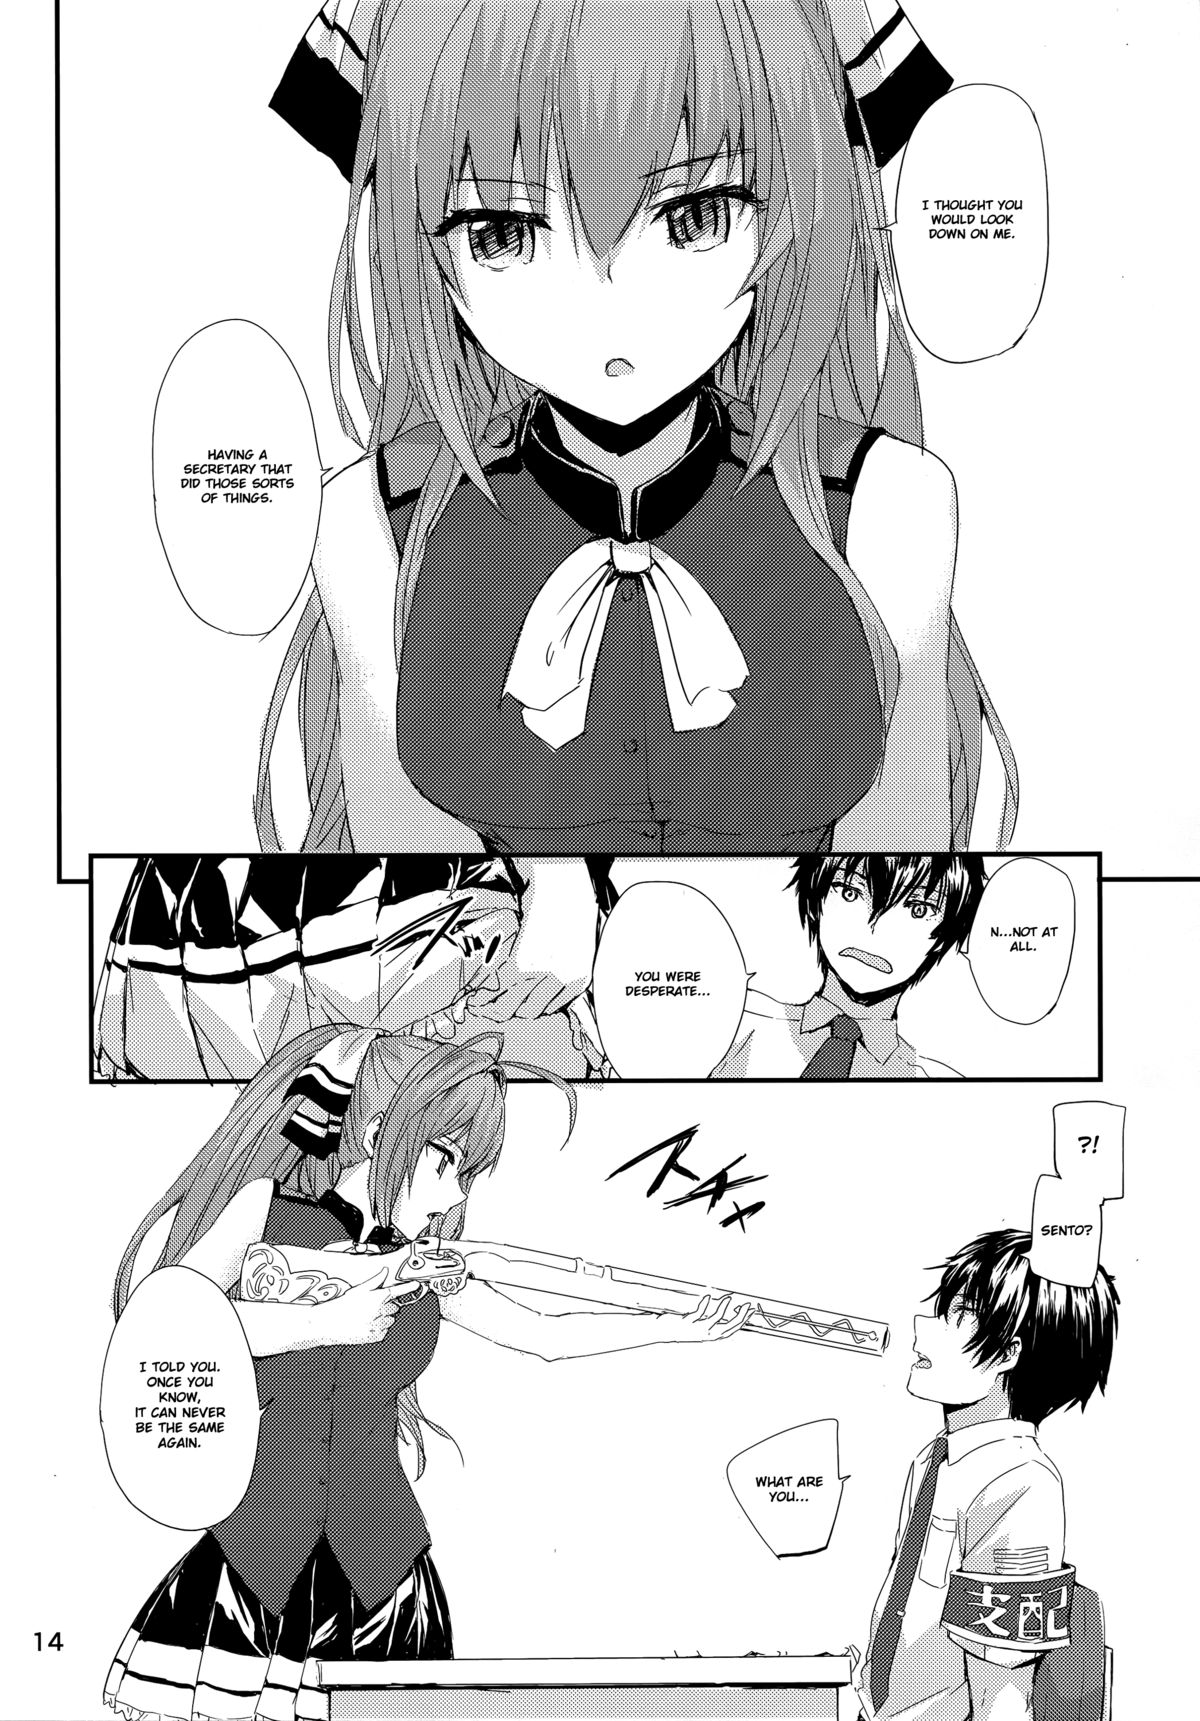 I THOUGHT YOU
WOULD LOOK
DOWN ON ME.
HAVING A
SECRETARY THAT
DID THOSE SORTS
OF THINGS.
N...NOT AT
ALL.
YOU WERE
DESPERATE...
?!
SENTO?
I TOLD YOU.
ONCE YOU
KNOW,
IT CAN NEVER
BE THE SAME
AGAIN.
WHAT ARE
YOU...
支配
14